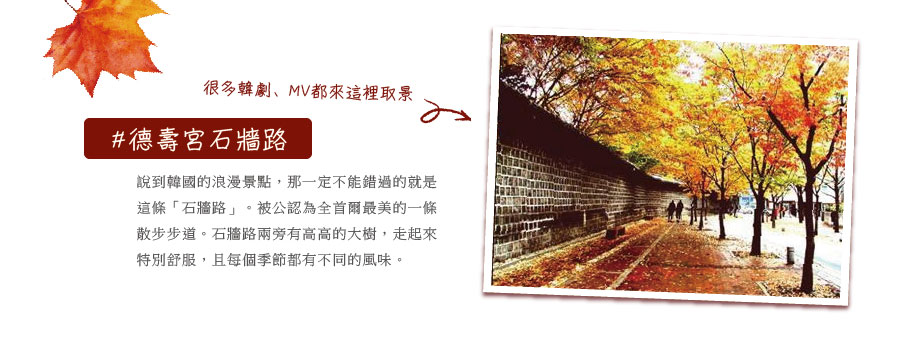 很多韓劇、MV都來這裡取景
#德壽宮石牆路
說到韓國的浪漫景點，那一定不能錯過的就是
這條「石牆路」。被公認為全首爾最美的一條
散步步道。石牆路兩旁有高高的大樹，走起來
特別舒服，且每個季節都有不同的風味。